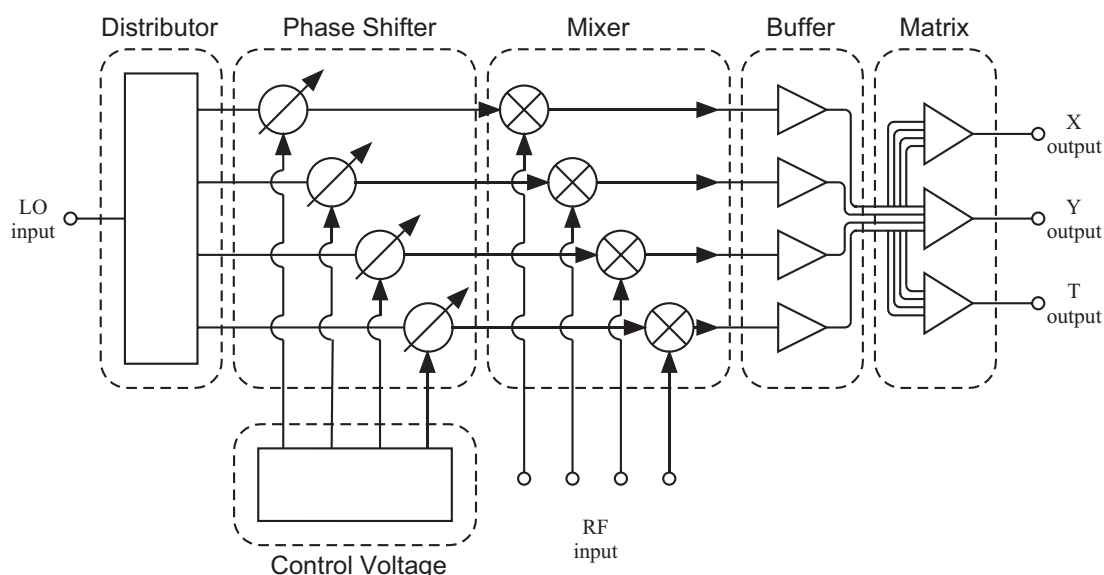 Distributor
Phase Shifter
Mixer
Buffer
Matrix
X
output
LO
input
Y
output
T
output
RF
input
Control Voltage